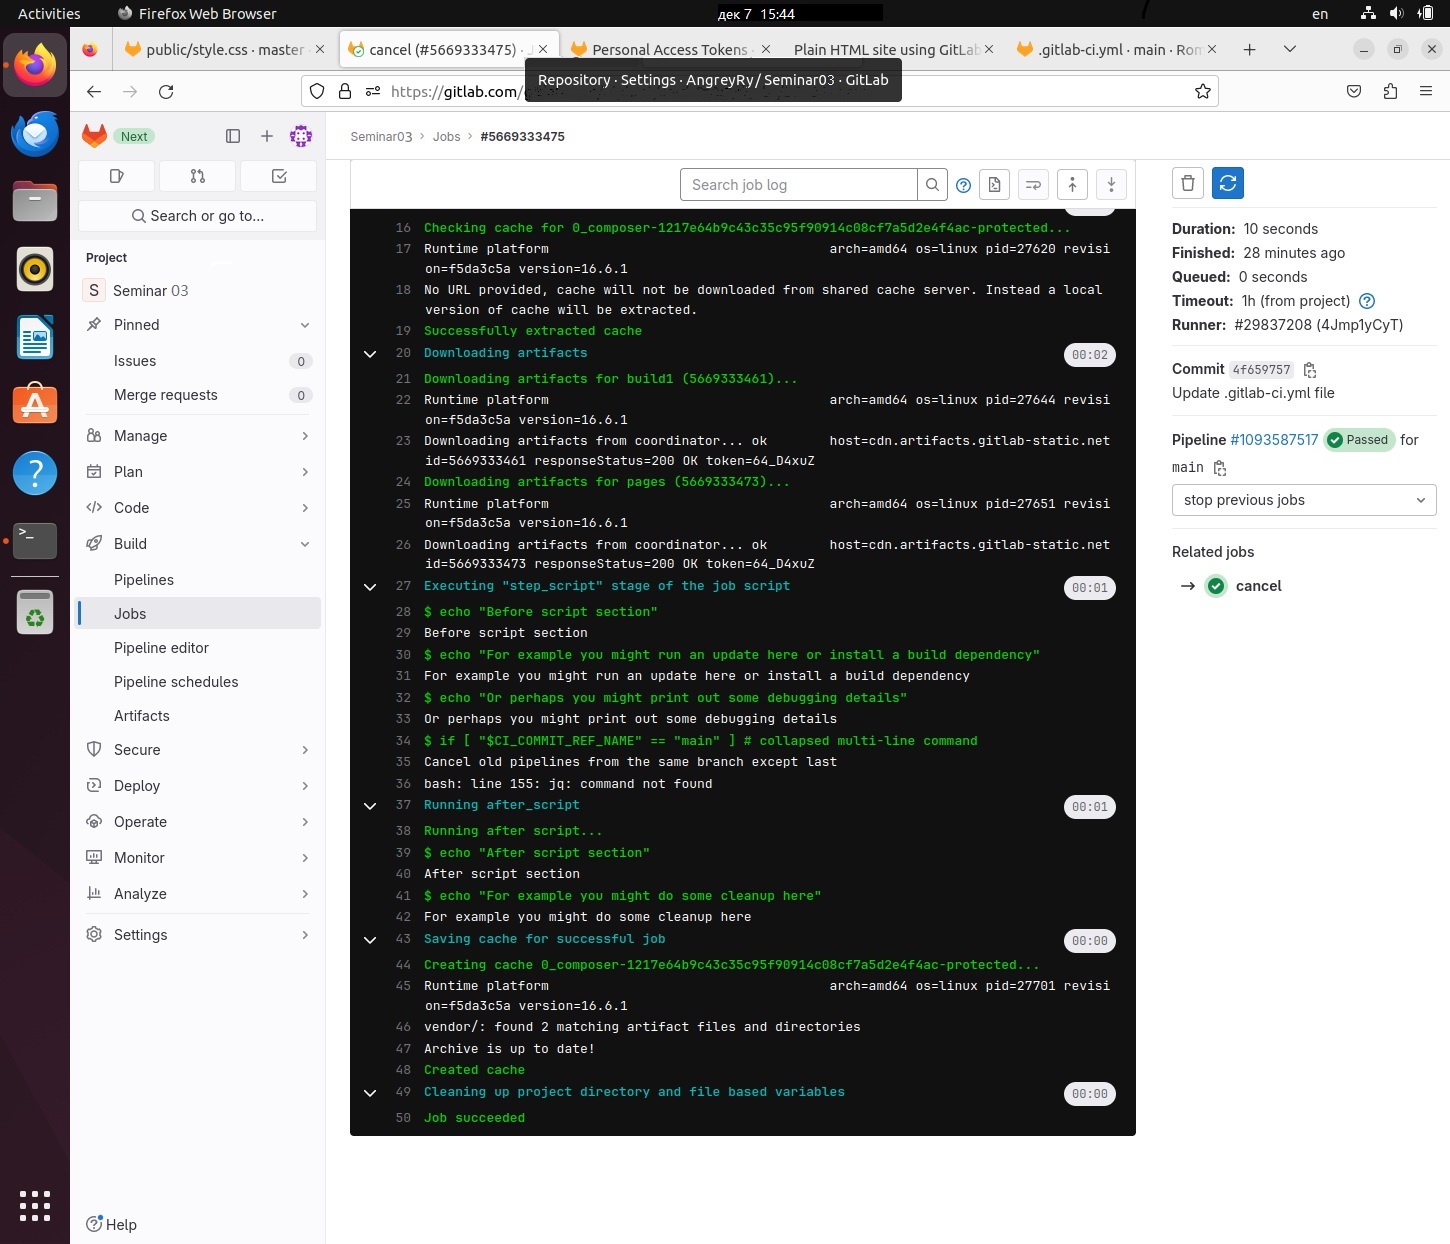 Activities
Firefox Web Browser
дек 7 15:44
en
public/style.css · master
cancel (#5669333475) ·
Personal Access Tokens
Plain HTML site using GitLab
.gitlab-ci.yml · main · Rom
Repository · Settings · AngreyRy / Seminar03 · GitLab
https://gitlab.com/
Next
Seminar03 › Jobs › #5669333475
Search or go to...
Project
S Seminar 03
Pinned
Issues 0
Merge requests 0
Manage
Plan
Code
Build
Pipelines
Jobs
Pipeline editor
Pipeline schedules
Artifacts
Secure
Deploy
Operate
Monitor
Analyze
Settings
Help
Search job log
16 Checking cache for 0_composer-1217e64b9c43c35c95f90914c08cf7a5d2e4f4ac-protected...
17 Runtime platform arch=amd64 os=linux pid=27620 revisi
on=f5da3c5a version=16.6.1
18 No URL provided, cache will not be downloaded from shared cache server. Instead a local
version of cache will be extracted.
19 Successfully extracted cache
20 Downloading artifacts 00:02
21 Downloading artifacts for build1 (5669333461)...
22 Runtime platform arch=amd64 os=linux pid=27644 revisi
on=f5da3c5a version=16.6.1
23 Downloading artifacts from coordinator... ok host=cdn.artifacts.gitlab-static.net
id=5669333461 responseStatus=200 OK token=64_D4xuZ
24 Downloading artifacts for pages (5669333473)...
25 Runtime platform arch=amd64 os=linux pid=27651 revisi
on=f5da3c5a version=16.6.1
26 Downloading artifacts from coordinator... ok host=cdn.artifacts.gitlab-static.net
id=5669333473 responseStatus=200 OK token=64_D4xuZ
27 Executing "step_script" stage of the job script 00:01
28 $ echo "Before script section"
29 Before script section
30 $ echo "For example you might run an update here or install a build dependency"
31 For example you might run an update here or install a build dependency
32 $ echo "Or perhaps you might print out some debugging details"
33 Or perhaps you might print out some debugging details
34 $ if [ "$CI_COMMIT_REF_NAME" == "main" ] # collapsed multi-line command
35 Cancel old pipelines from the same branch except last
36 bash: line 155: jq: command not found
37 Running after_script 00:01
38 Running after script...
39 $ echo "After script section"
40 After script section
41 $ echo "For example you might do some cleanup here"
42 For example you might do some cleanup here
43 Saving cache for successful job 00:00
44 Creating cache 0_composer-1217e64b9c43c35c95f90914c08cf7a5d2e4f4ac-protected...
45 Runtime platform arch=amd64 os=linux pid=27701 revisi
on=f5da3c5a version=16.6.1
46 vendor/: found 2 matching artifact files and directories
47 Archive is up to date!
48 Created cache
49 Cleaning up project directory and file based variables 00:00
50 Job succeeded
Duration: 10 seconds
Finished: 28 minutes ago
Queued: 0 seconds
Timeout: 1h (from project)
Runner: #29837208 (4Jmp1yCyT)
Commit 4f659757
Update .gitlab-ci.yml file
Pipeline #1093587517 Passed for
main
stop previous jobs
Related jobs
→ cancel